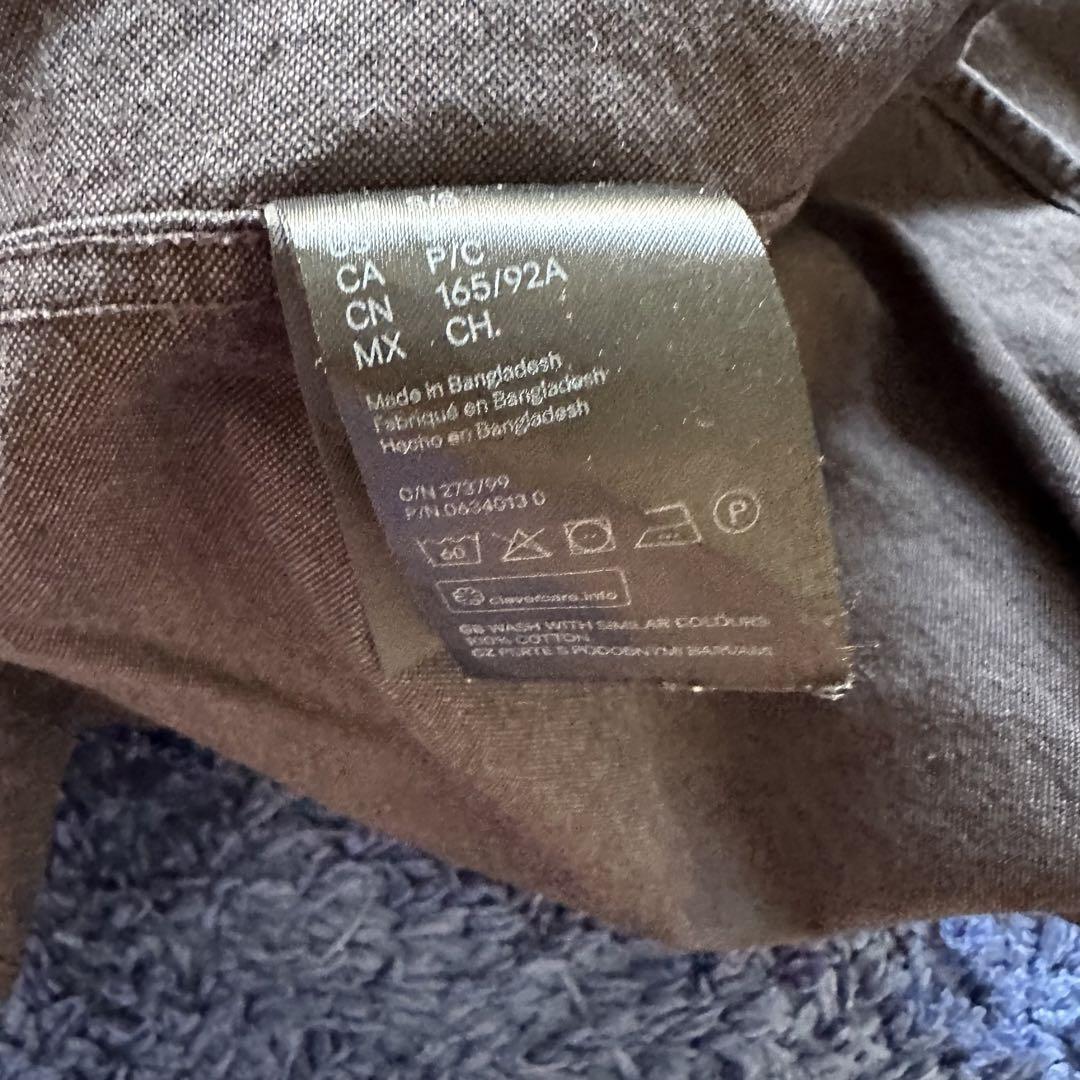 CA P/C
CN 165/92A
MX CH.
Made in Bangladesh
Fabriqué en Bangladesh
Hecho en Bangladesh
O/N 273799
P/N.0634013 0
60
P
clevercare.info
GB WASH WITH SIMILAR COLOURS
100% COTTON
CZ PERTE S PODOBNÝMI BARVAMI